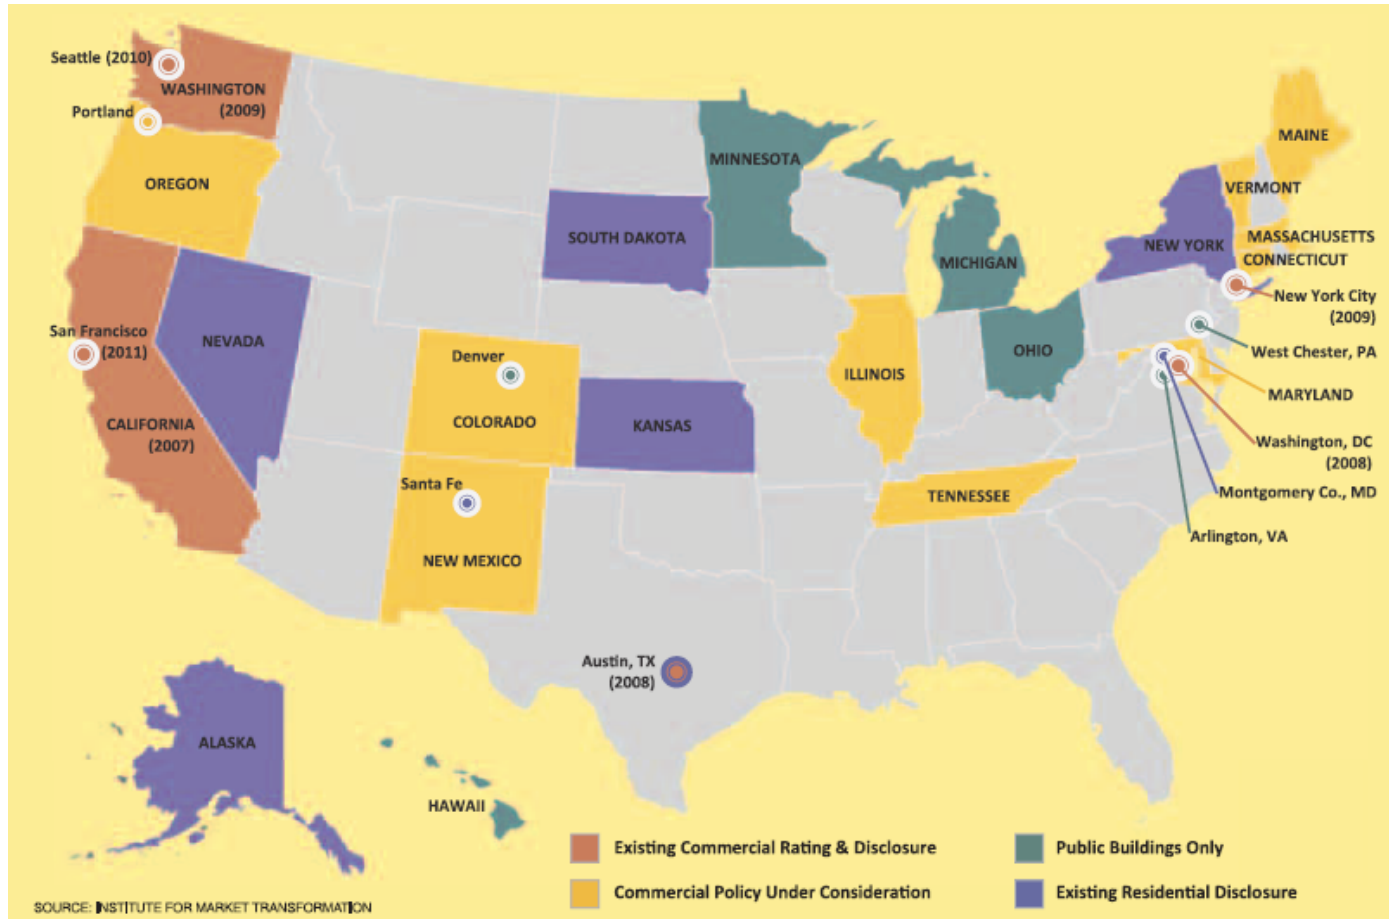 Seattle (2010)
WASHINGTON
(2009)
Portland
OREGON
San Francisco
(2011)
CALIFORNIA
(2007)
NEVADA
Denver
COLORADO
Santa Fe
NEW MEXICO
SOUTH DAKOTA
KANSAS
MINNESOTA
MICHIGAN
ILLINOIS
OHIO
TENNESSEE
Austin, TX
(2008)
MAINE
VERMONT
NEW YORK
MASSACHUSETTS
CONNECTICUT
New York City
(2009)
West Chester, PA
MARYLAND
Washington, DC
(2008)
Montgomery Co., MD
Arlington, VA
ALASKA
HAWAII
Existing Commercial Rating & Disclosure
Commercial Policy Under Consideration
Public Buildings Only
Existing Residential Disclosure
SOURCE: INSTITUTE FOR MARKET TRANSFORMATION